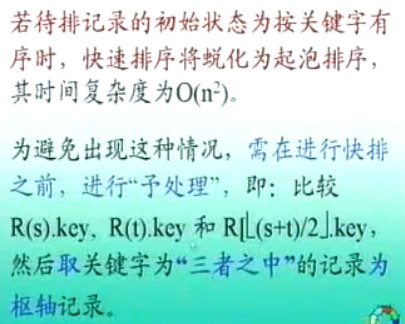 若待排记录的初始状态为按关键字有
序时，快速排序将蜕化为起泡排序，
其时间复杂度为O(n²)。
为避免出现这种情况，需在进行快排
之前，进行“予处理”，即：比较
R(s).key, R(t).key 和 R[⌊(s+t)/2⌋.key，
然后取关键字为“三者之中”的记录为
枢轴记录。